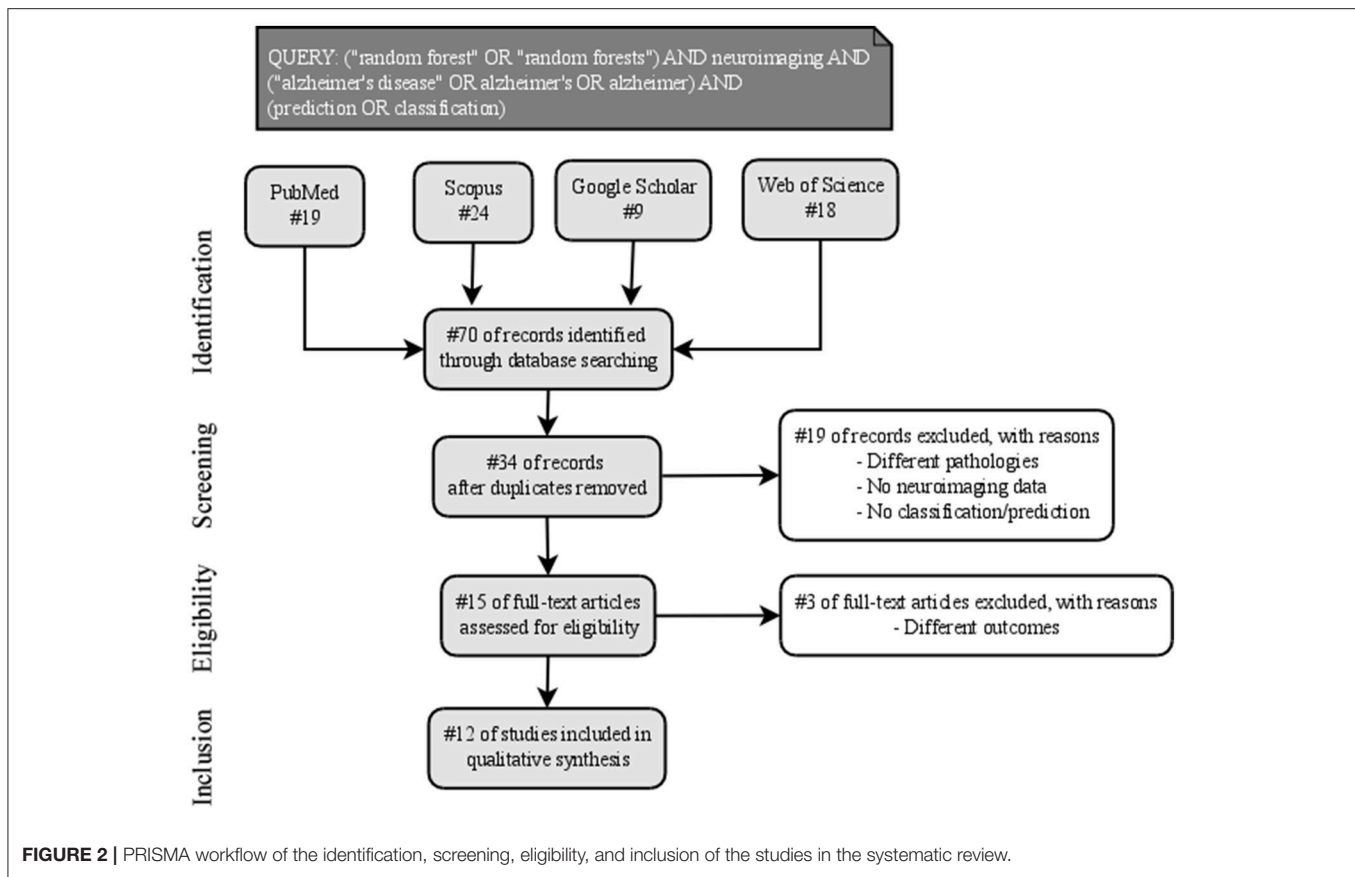 QUERY: ("random forest" OR "random forests") AND neuroimaging AND
("alzheimer's disease" OR alzheimer's OR alzheimer) AND
(prediction OR classification)
PubMed
#19
Scopus
#24
Google Scholar
#9
Web of Science
#18
Identification
#70 of records identified
through database searching
Screening
#34 of records
after duplicates removed
#19 of records excluded, with reasons
- Different pathologies
- No neuroimaging data
- No classification/prediction
Eligibility
#15 of full-text articles
assessed for eligibility
#3 of full-text articles excluded, with reasons
- Different outcomes
Inclusion
#12 of studies included in
qualitative synthesis
FIGURE 2 | PRISMA workflow of the identification, screening, eligibility, and inclusion of the studies in the systematic review.